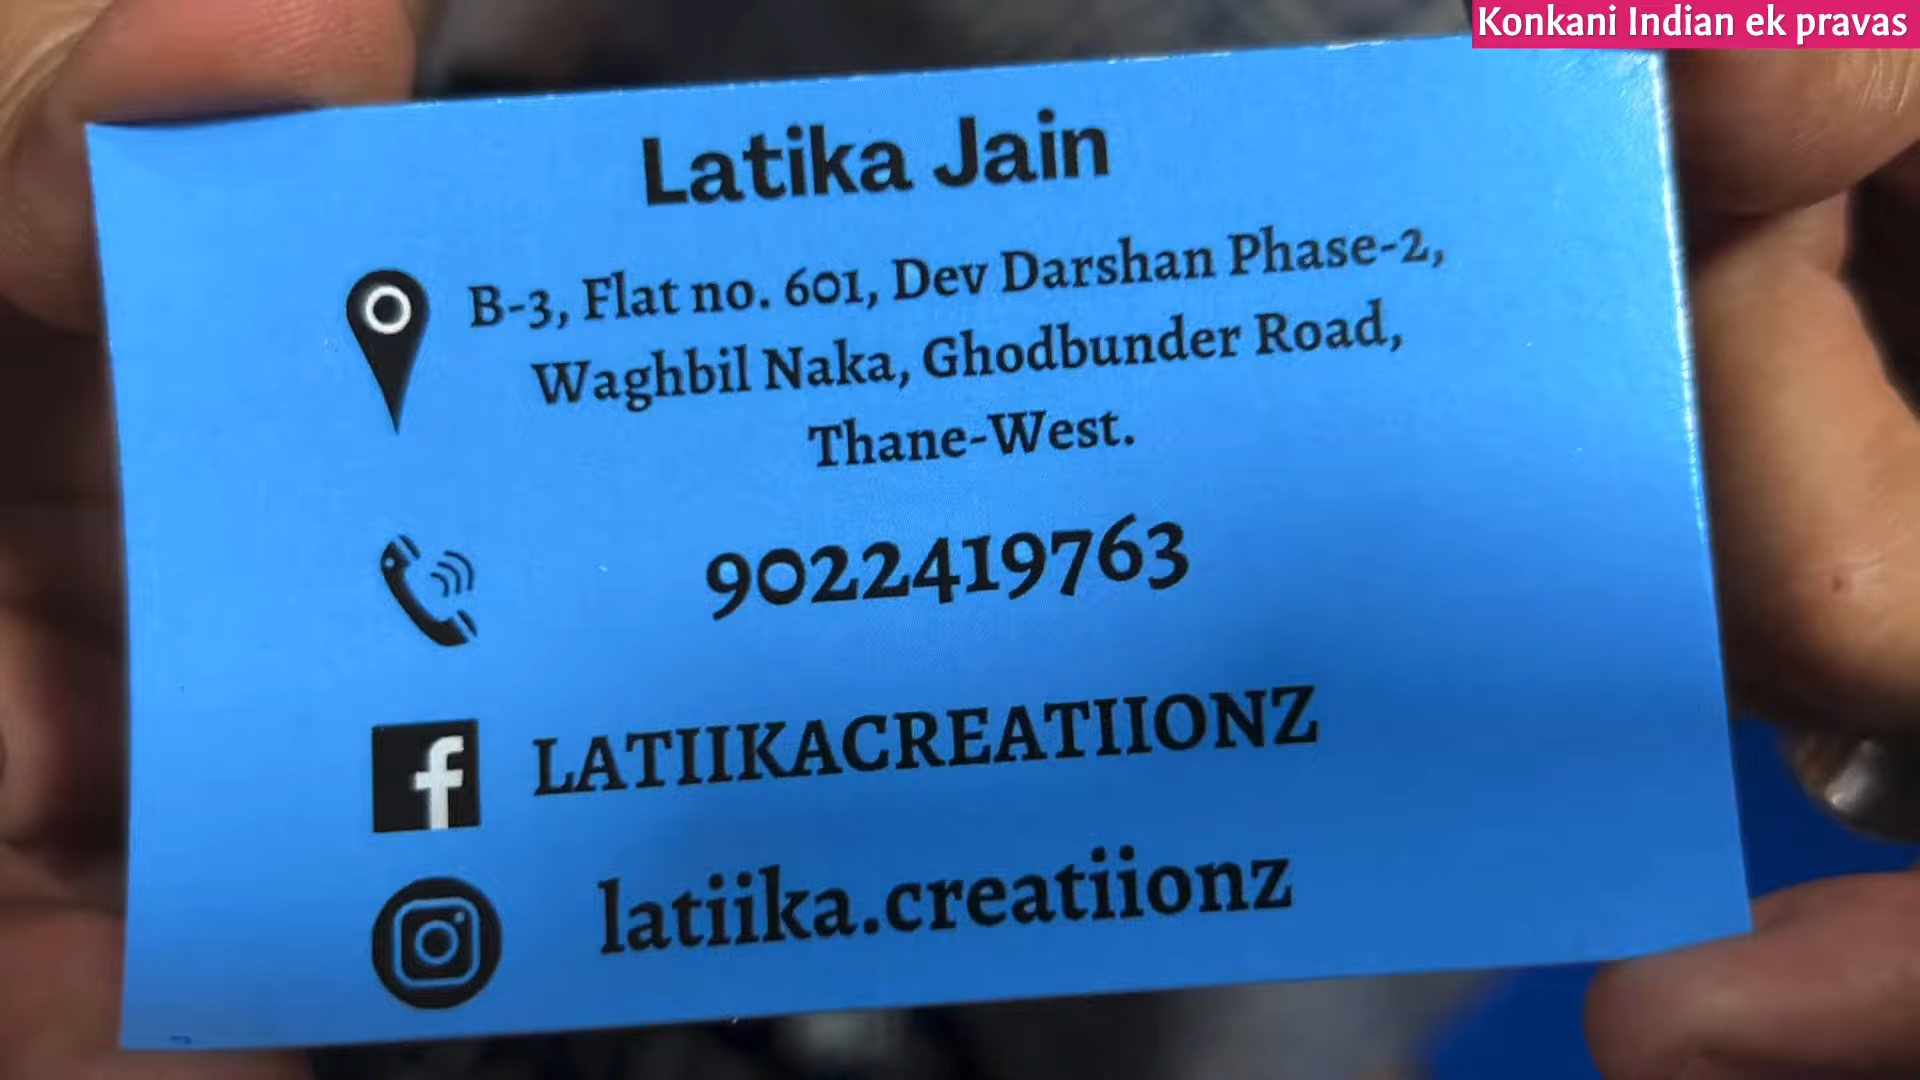 Konkani Indian ek pravas
Latika Jain
B-3, Flat no. 601, Dev Darshan Phase-2,
Waghbil Naka, Ghodbunder Road,
Thane-West.
9022419763
LATIIKACREATIIONZ
latiika.creatiionz